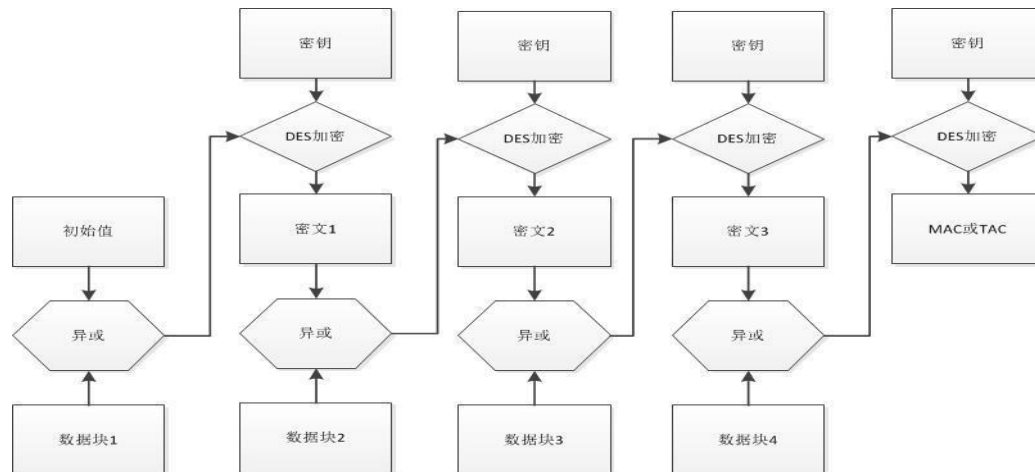 密钥
密钥
密钥
密钥
DES加密
DES加密
DES加密
DES加密
初始值
密文1
密文2
密文3
MAC或TAC
异或
异或
异或
异或
数据块1
数据块2
数据块3
数据块4